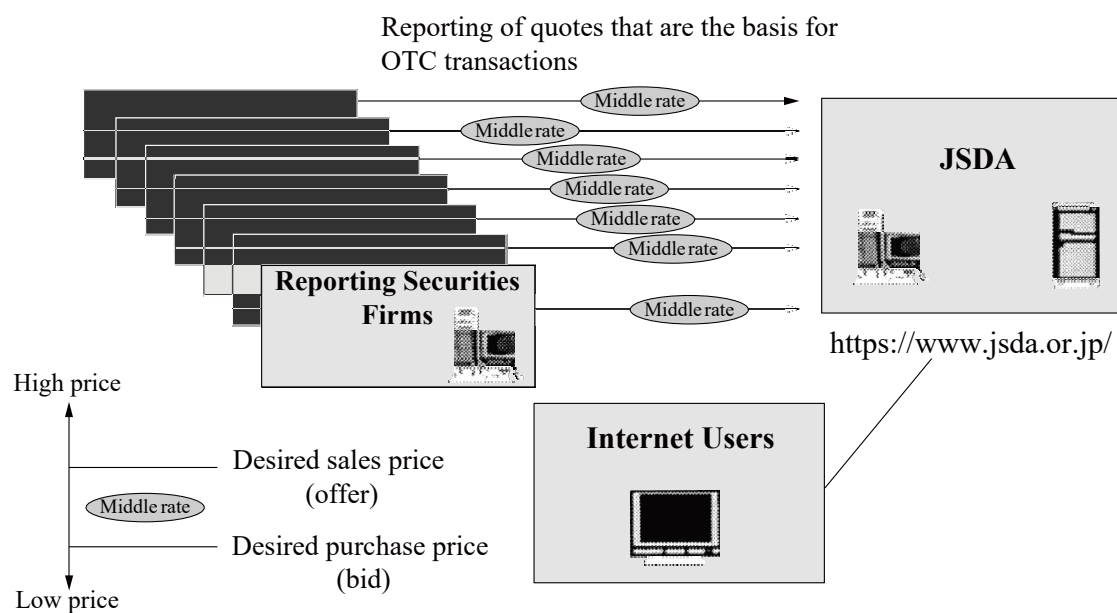 Reporting of quotes that are the basis for
OTC transactions
Middle rate
Middle rate
Middle rate
Middle rate
Middle rate
Middle rate
Middle rate
JSDA
Reporting Securities
Firms
https://www.jsda.or.jp/
High price
Desired sales price
(offer)
Middle rate
Desired purchase price
(bid)
Low price
Internet Users